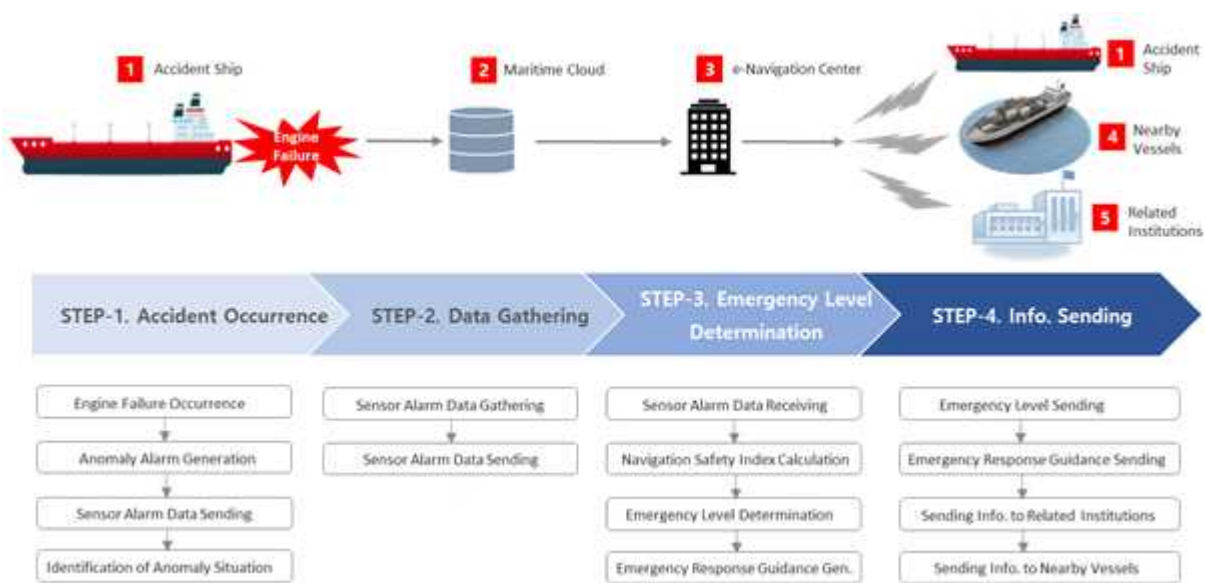 1 Accident Ship
2 Maritime Cloud
3 e-Navigation Center
1 Accident
Ship
Engine
Failure
4 Nearby
Vessels
5 Related
Institutions
STEP-1. Accident Occurrence
STEP-2. Data Gathering
STEP-3. Emergency Level
Determination
STEP-4. Info. Sending
Engine Failure Occurrence
Anomaly Alarm Generation
Sensor Alarm Data Sending
Identification of Anomaly Situation
Sensor Alarm Data Gathering
Sensor Alarm Data Sending
Sensor Alarm Data Receiving
Navigation Safety Index Calculation
Emergency Level Determination
Emergency Response Guidance Gen.
Emergency Level Sending
Emergency Response Guidance Sending
Sending Info. to Related Institutions
Sending Info. to Nearby Vessels